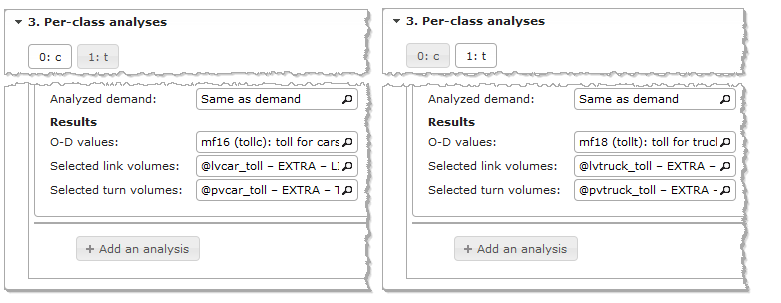 3. Per-class analyses
0: c 1: t
Analyzed demand: Same as demand
Results
O-D values: mf16 (tollc): toll for cars
Selected link volumes: @lvcar_toll – EXTRA – L
Selected turn volumes: @pvcar_toll – EXTRA – T
+ Add an analysis
3. Per-class analyses
0: c 1: t
Analyzed demand: Same as demand
Results
O-D values: mf18 (tollt): toll for truc
Selected link volumes: @lvtruck_toll – EXTRA –
Selected turn volumes: @pvtruck_toll – EXTRA –
+ Add an analysis